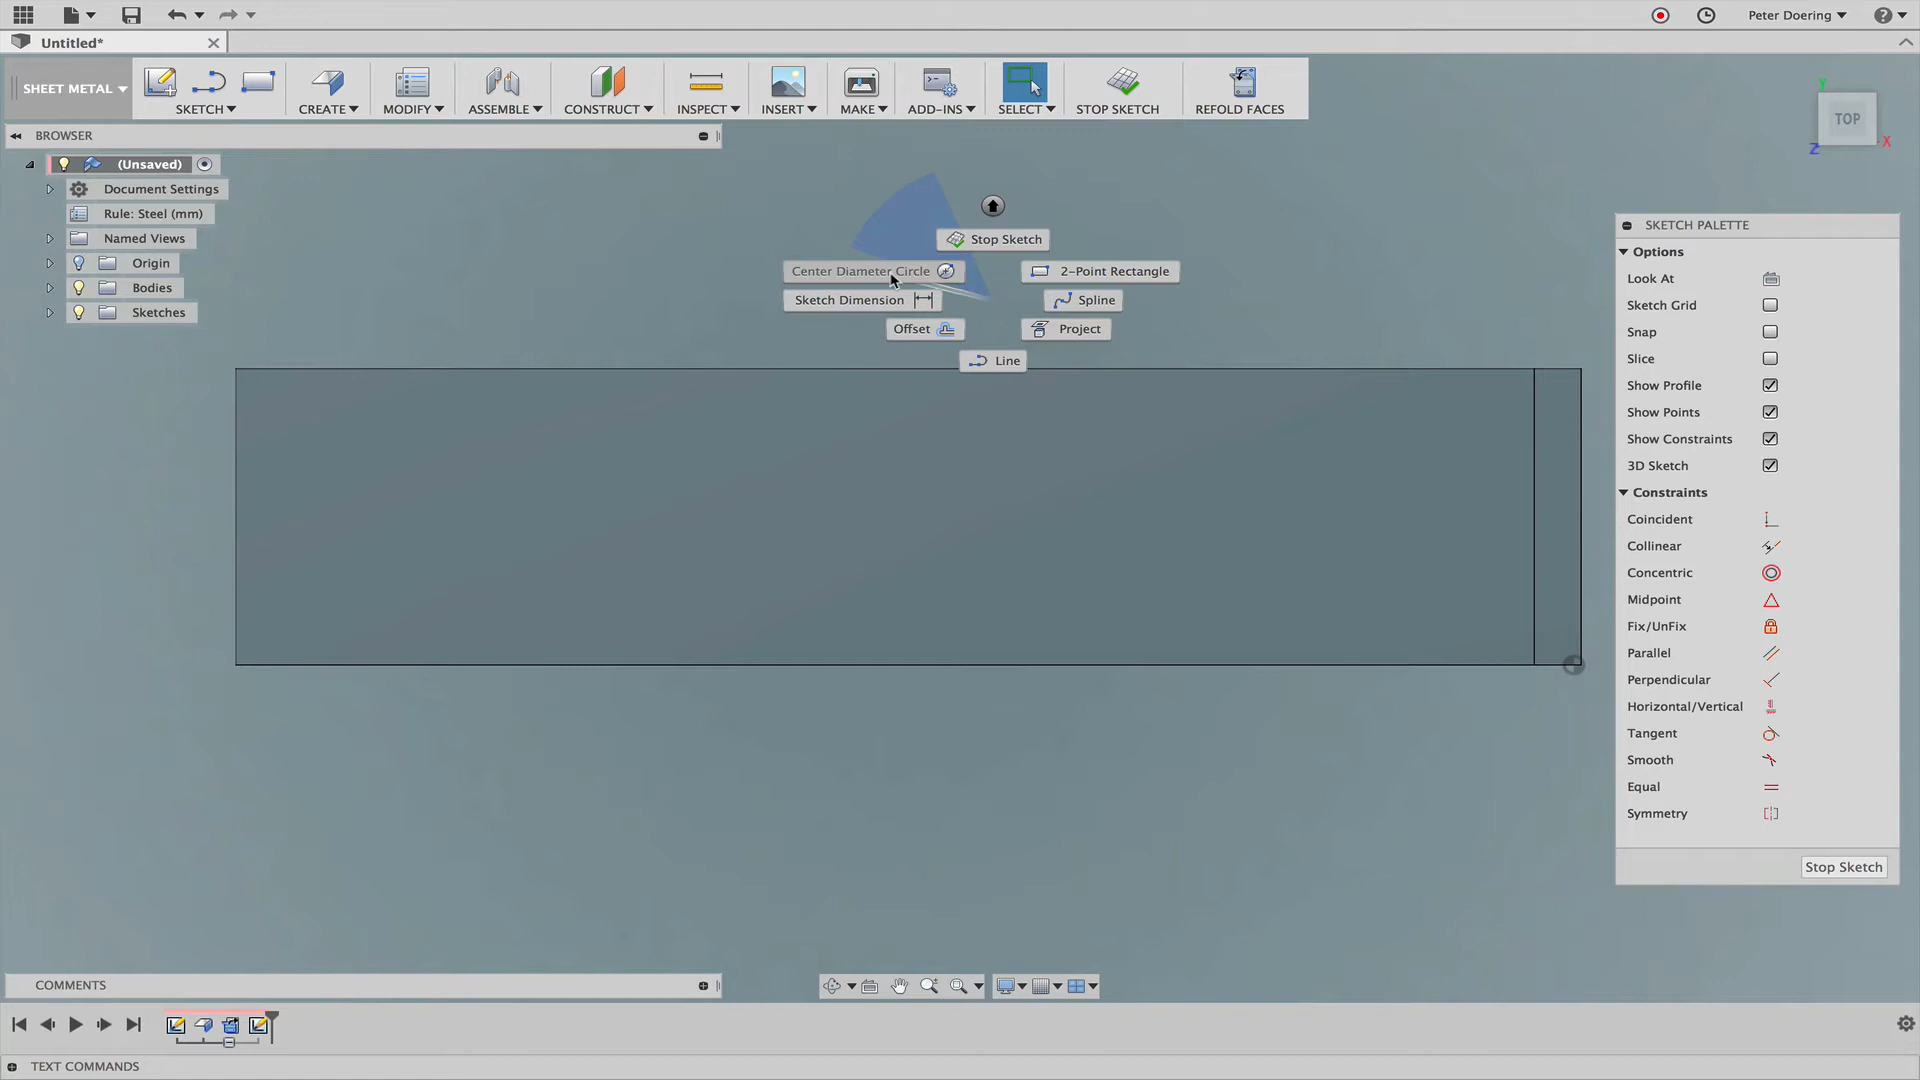 Peter Doering
Untitled*
SHEET METAL
SKETCH
CREATE
MODIFY
ASSEMBLE
CONSTRUCT
INSPECT
INSERT
MAKE
ADD-INS
SELECT
STOP SKETCH
REFOLD FACES
TOP
Y
X
Z
BROWSER
(Unsaved)
Document Settings
Rule: Steel (mm)
Named Views
Origin
Bodies
Sketches
Stop Sketch
Center Diameter Circle
2-Point Rectangle
Sketch Dimension
Spline
Offset
Project
Line
SKETCH PALETTE
Options
Look At
Sketch Grid
Snap
Slice
Show Profile
Show Points
Show Constraints
3D Sketch
Constraints
Coincident
Collinear
Concentric
Midpoint
Fix/UnFix
Parallel
Perpendicular
Horizontal/Vertical
Tangent
Smooth
Equal
Symmetry
Stop Sketch
COMMENTS
TEXT COMMANDS